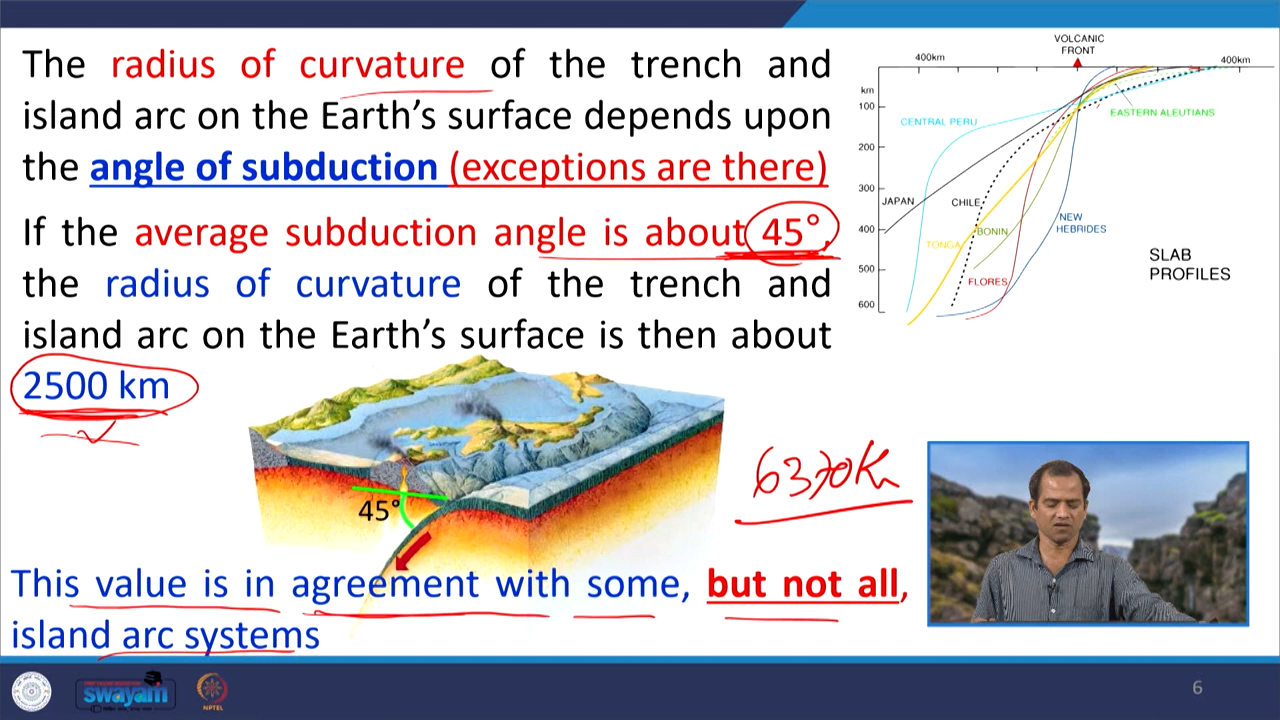 The radius of curvature of the trench and
island arc on the Earth's surface depends upon
the angle of subduction (exceptions are there)
If the average subduction angle is about 45°,
the radius of curvature of the trench and
island arc on the Earth's surface is then about
2500 km
45°
6370 Km
This value is in agreement with some, but not all,
island arc systems
VOLCANIC
FRONT
400km
400km
km
100
200
300
400
500
600
CENTRAL PERU
EASTERN ALEUTIANS
JAPAN
CHILE
NEW
HEBRIDES
TONGA
BONIN
FLORES
SLAB
PROFILES
swayam
NPTEL
6